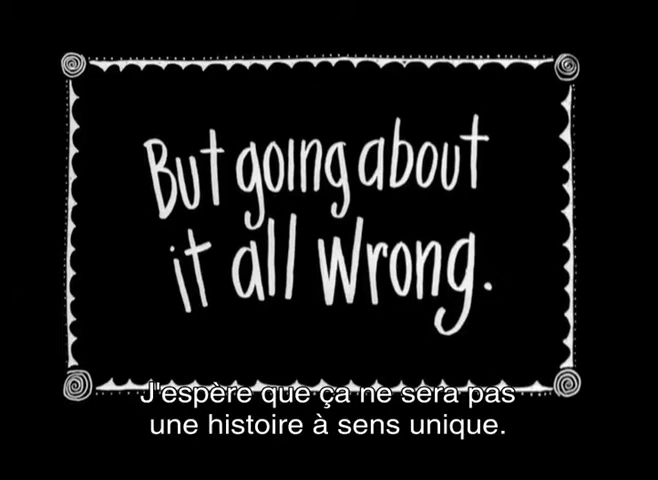 But going about
it all wrong.
J'espère que ça ne sera pas
une histoire à sens unique.